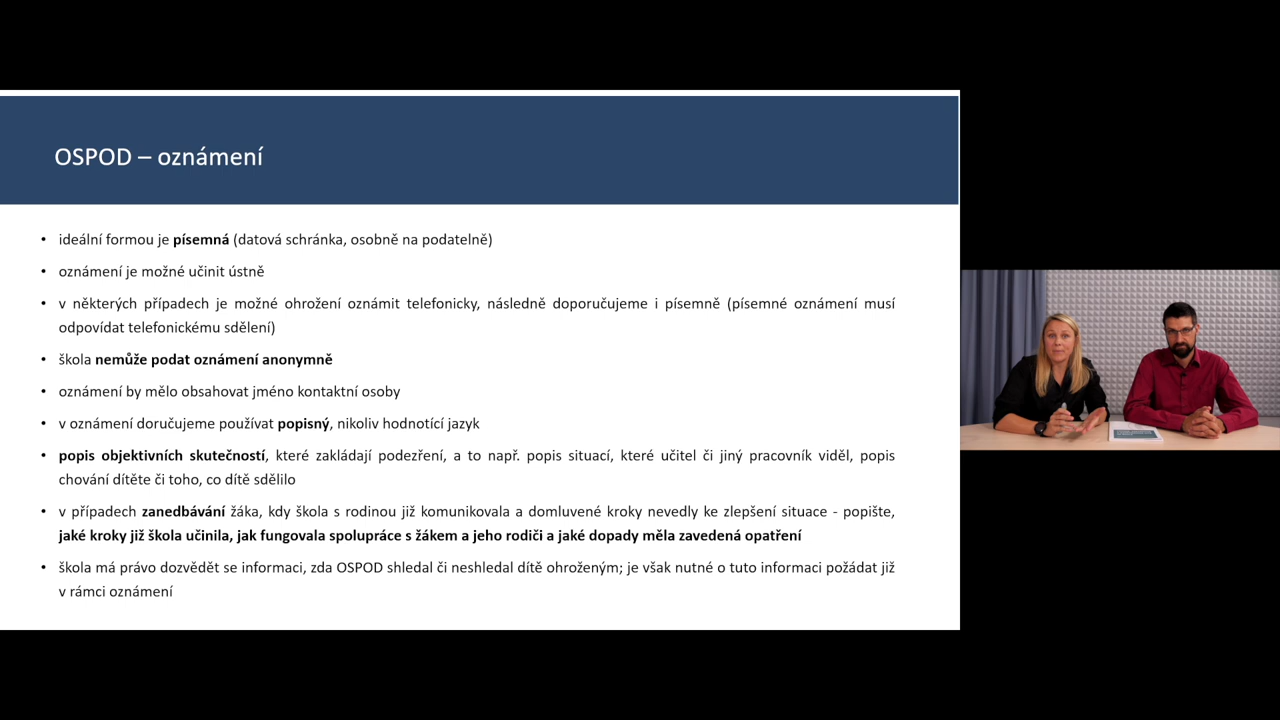 OSPOD – oznámení
• ideální formou je písemná (datová schránka, osobně na podatelně)
• oznámení je možné učinit ústně
• v některých případech je možné ohrožení oznámit telefonicky, následně doporučujeme i písemně (písemné oznámení musí
odpovídat telefonickému sdělení)
• škola nemůže podat oznámení anonymně
• oznámení by mělo obsahovat jméno kontaktní osoby
• v oznámení doručujeme používat popisný, nikoliv hodnotící jazyk
• popis objektivních skutečností, které zakládají podezření, a to např. popis situací, které učitel či jiný pracovník viděl, popis
chování dítěte či toho, co dítě sdělilo
• v případech zanedbávání žáka, kdy škola s rodinou již komunikovala a domluvené kroky nevedly ke zlepšení situace - popište,
jaké kroky již škola učinila, jak fungovala spolupráce s žákem a jeho rodiči a jaké dopady měla zavedená opatření
• škola má právo dozvědět se informaci, zda OSPOD shledal či neshledal dítě ohroženým; je však nutné o tuto informaci požádat již
v rámci oznámení